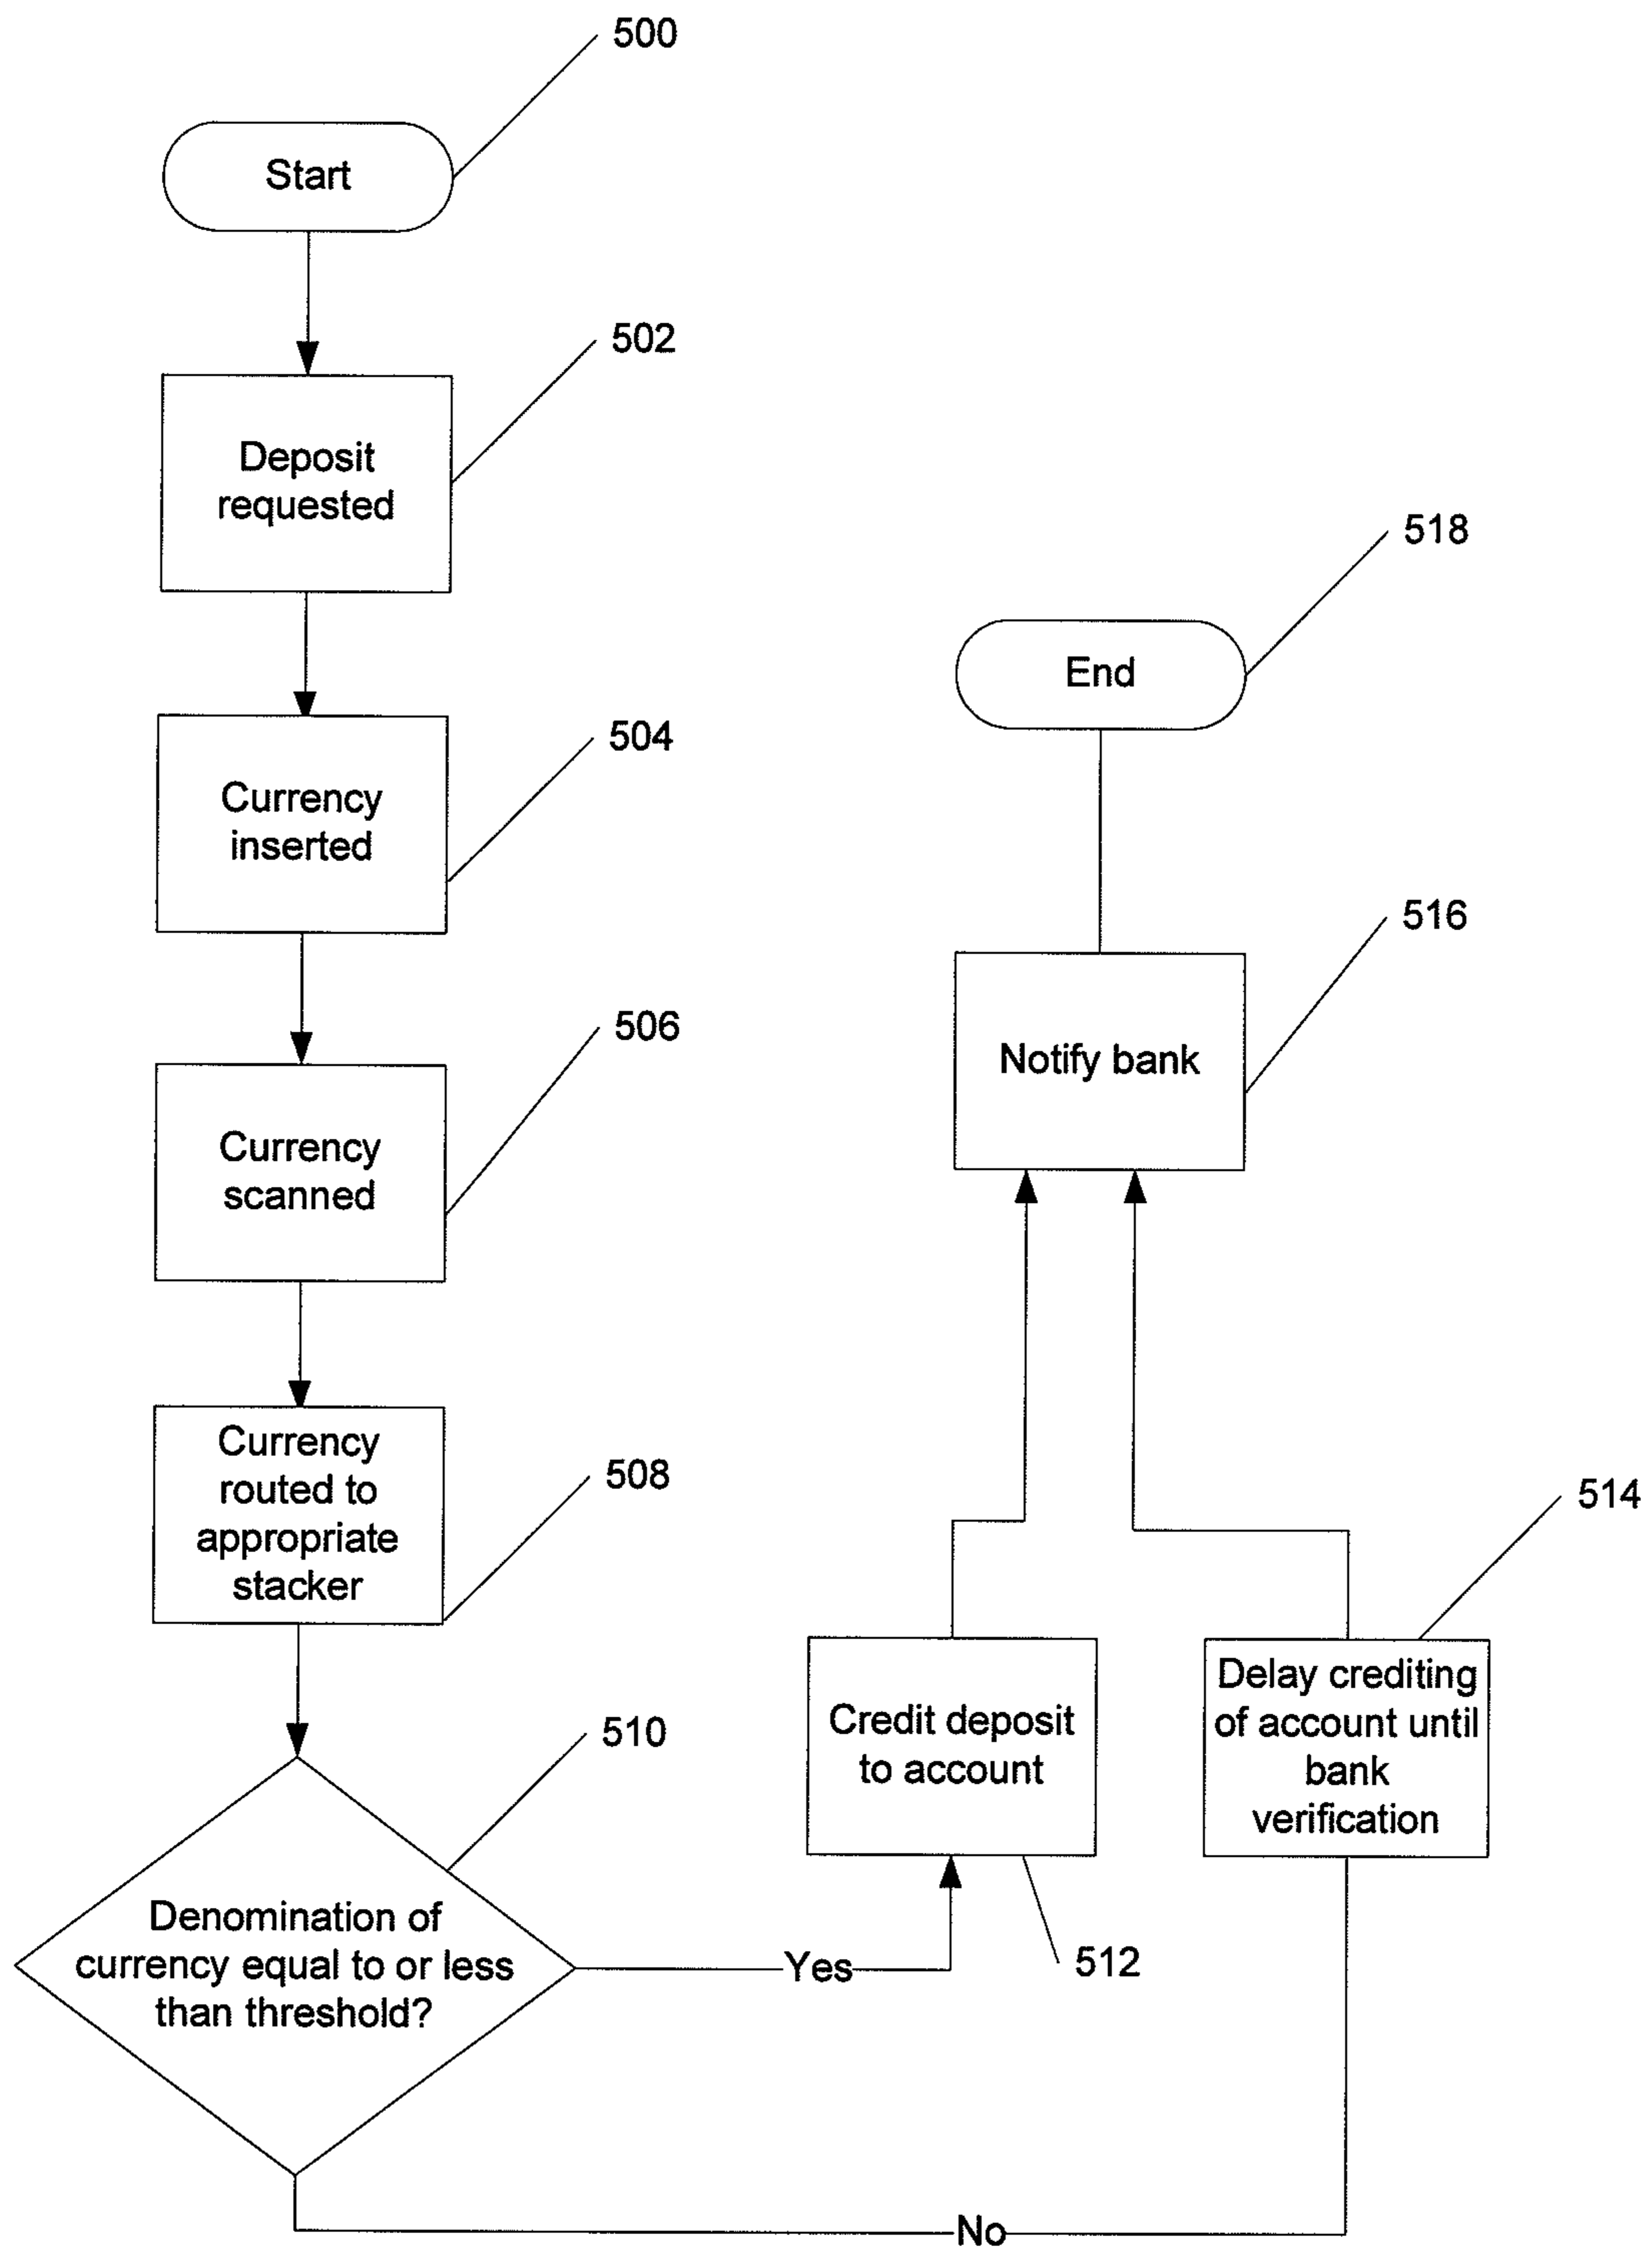 500
Start
502
Deposit
requested
504
Currency
inserted
506
Currency
scanned
508
Currency
routed to
appropriate
stacker
510
Denomination of
currency equal to or less
than threshold?
Yes
No
512
Credit deposit
to account
514
Delay crediting
of account until
bank
verification
516
Notify bank
518
End